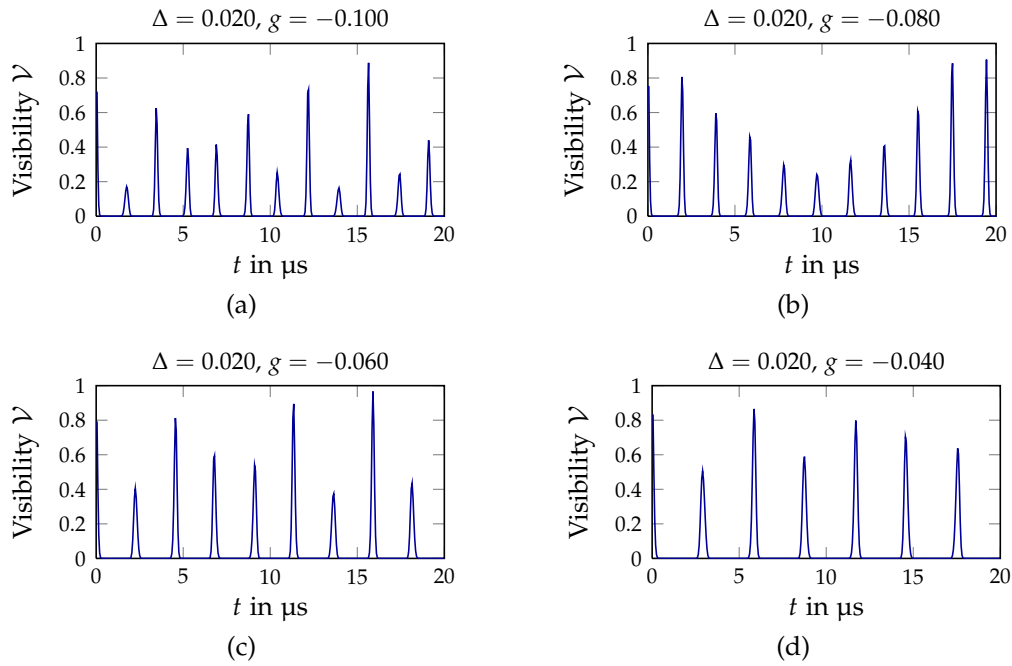 Δ = 0.020, g = −0.100
Visibility 𝒱
1
0.8
0.6
0.4
0.2
0
0 5 10 15 20
t in µs
(a)
Δ = 0.020, g = −0.080
Visibility 𝒱
1
0.8
0.6
0.4
0.2
0
0 5 10 15 20
t in µs
(b)
Δ = 0.020, g = −0.060
Visibility 𝒱
1
0.8
0.6
0.4
0.2
0
0 5 10 15 20
t in µs
(c)
Δ = 0.020, g = −0.040
Visibility 𝒱
1
0.8
0.6
0.4
0.2
0
0 5 10 15 20
t in µs
(d)